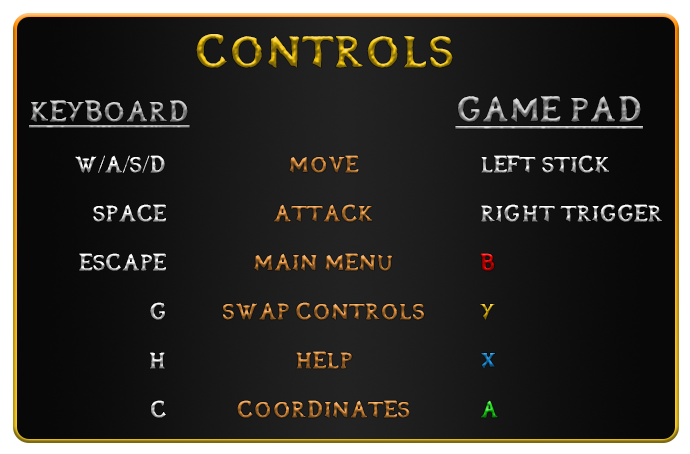 CONTROLS
KEYBOARD GAME PAD
W/A/S/D MOVE LEFT STICK
SPACE ATTACK RIGHT TRIGGER
ESCAPE MAIN MENU B
G SWAP CONTROLS Y
H HELP X
C COORDINATES A